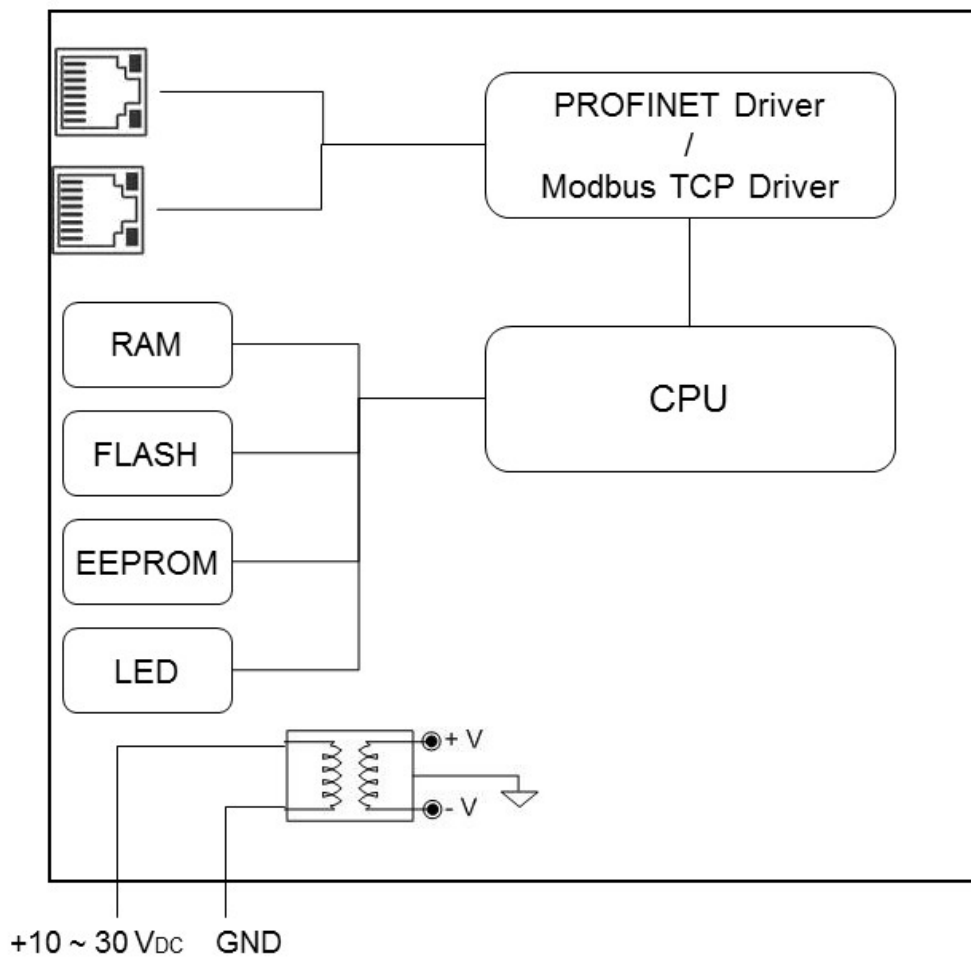 PROFINET Driver
/
Modbus TCP Driver
RAM
CPU
FLASH
EEPROM
LED
+ V
- V
+10 ~ 30 VDC GND